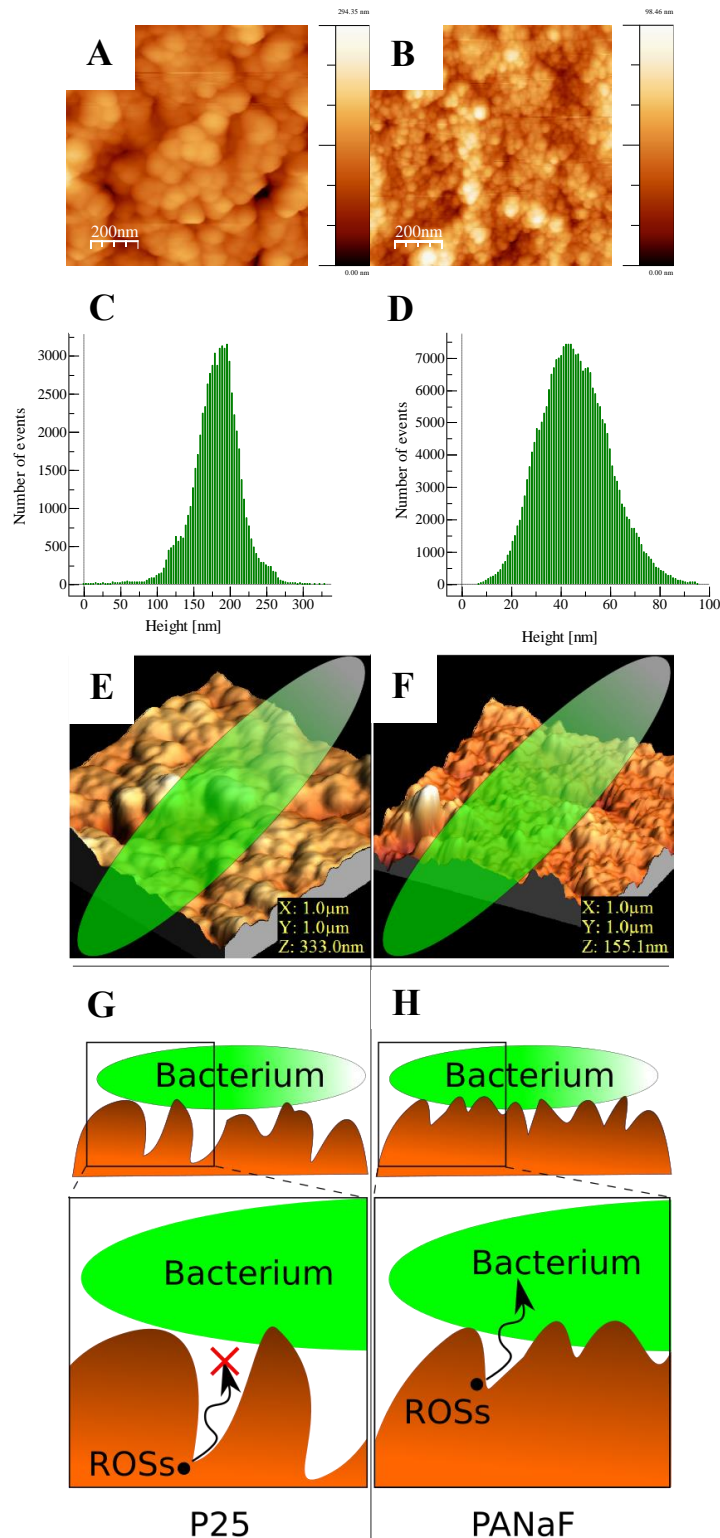 294.35 nm
98.46 nm
A
B
200nm
200nm
0.00 nm
0.00 nm
C
D
3000
2500
2000
1500
1000
500
0
Number of events
0
50
100
150
200
250
300
Height [nm]
7000
6000
5000
4000
3000
2000
1000
0
Number of events
0
20
40
60
80
100
Height [nm]
E
F
X: 1.0µm
Y: 1.0µm
Z: 333.0nm
X: 1.0µm
Y: 1.0µm
Z: 155.1nm
G
H
Bacterium
Bacterium
Bacterium
ROSs
Bacterium
ROSs
P25
PANaF